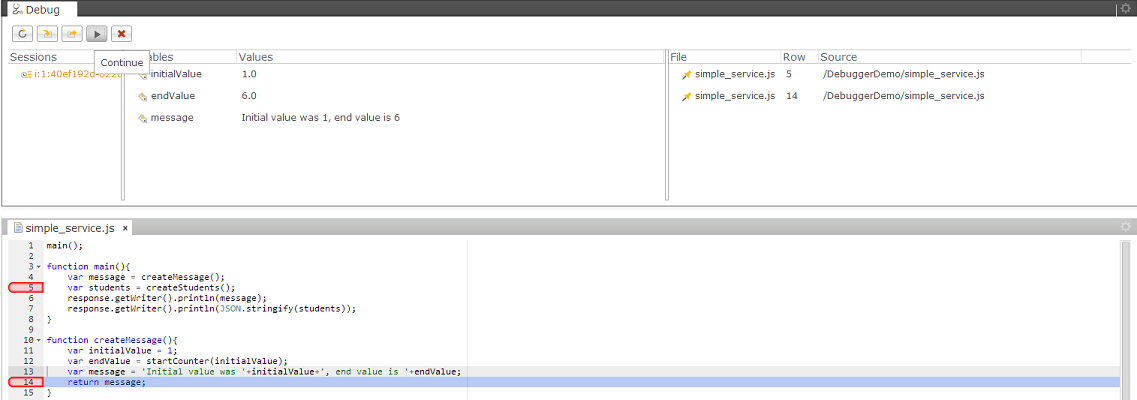 Debug
Sessions
ables Values
File Row Source
Continue
i:1:40ef192d-
initialValue 1.0
simple_service.js 5 /DebuggerDemo/simple_service.js
endValue 6.0
simple_service.js 14 /DebuggerDemo/simple_service.js
message Initial value was 1, end value is 6
simple_service.js ×
1 main();
2
3 function main(){
4 var message = createMessage();
5 var students = createStudents();
6 response.getWriter().println(message);
7 response.getWriter().println(JSON.stringify(students));
8 }
9
10 function createMessage(){
11 var initialValue = 1;
12 var endValue = startCounter(initialValue);
13 var message = 'Initial value was '+initialValue+', end value is '+endValue;
14 return message;
15 }